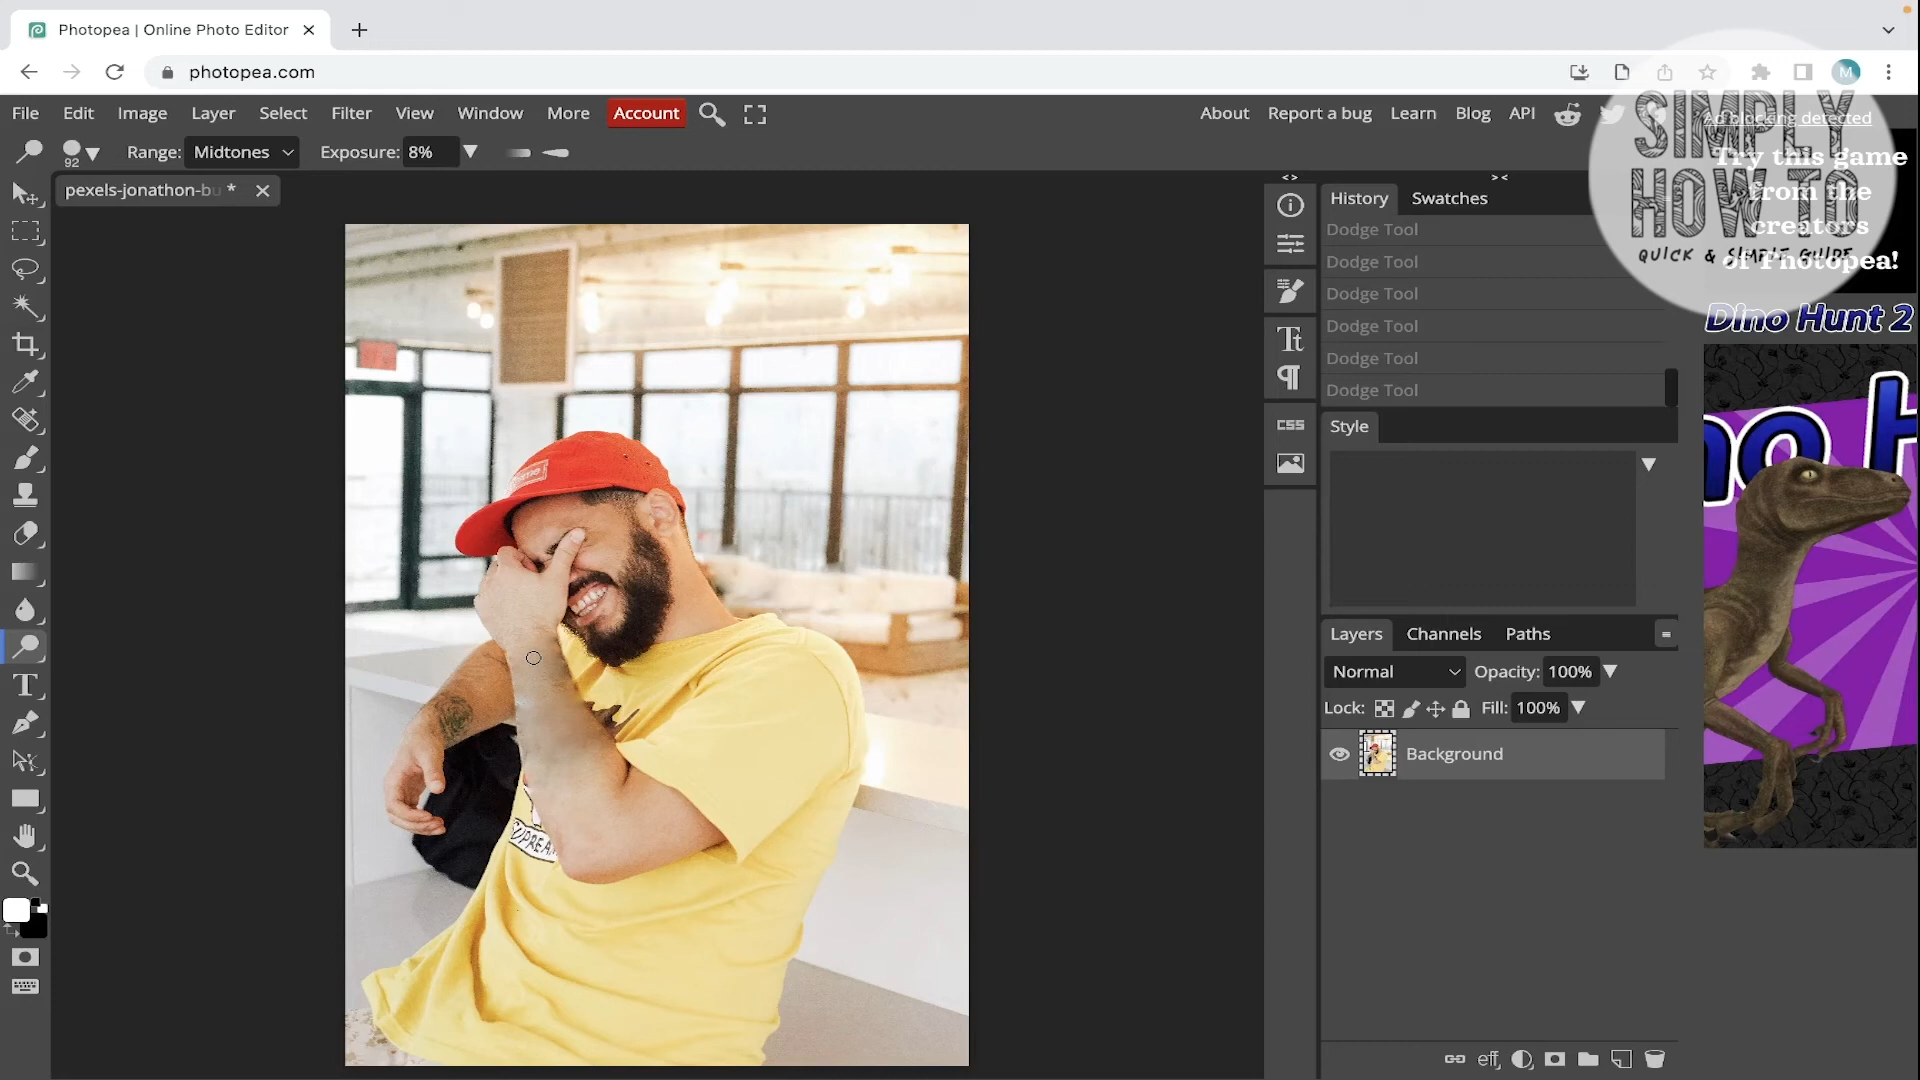 Photopea | Online Photo Editor
photopea.com
File Edit Image Layer Select Filter View Window More Account
About Report a bug Learn Blog API
Ad blocking detected
92 Range: Midtones Exposure: 8%
pexels-jonathon-bu *
Try this game
from the
creators
of Photopea!
SIMPLY
HOW TO
QUICK & SIMPLE GUIDE
History Swatches
Dodge Tool
Dodge Tool
Dodge Tool
Dodge Tool
Dodge Tool
Dodge Tool
Dino Hunt 2
CSS
Style
Layers Channels Paths
Normal Opacity: 100%
Lock: Fill: 100%
Background
eff
M